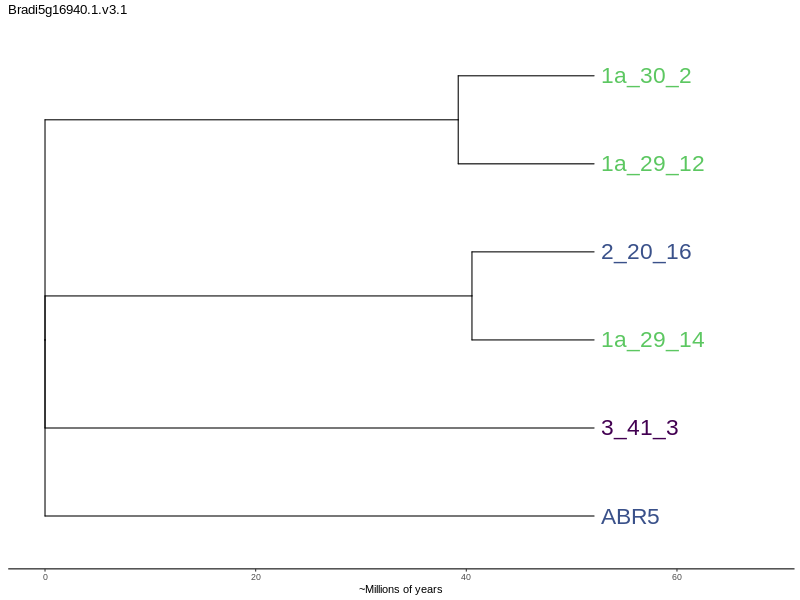 Bradi5g16940.1.v3.1
1a_30_2
1a_29_12
2_20_16
1a_29_14
3_41_3
ABR5
0 20 40 60
~Millions of years